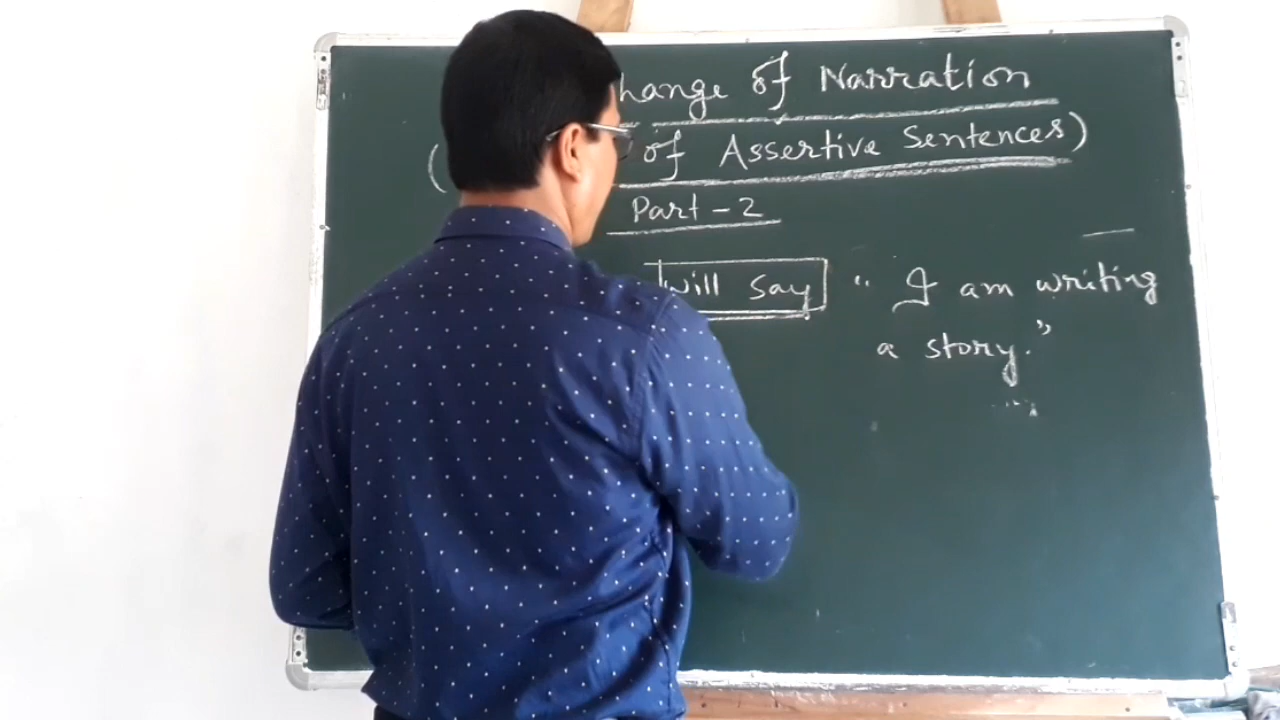 hange of Narration
( of Assertive Sentences)
Part - 2
Will Say " I am writing
a story."